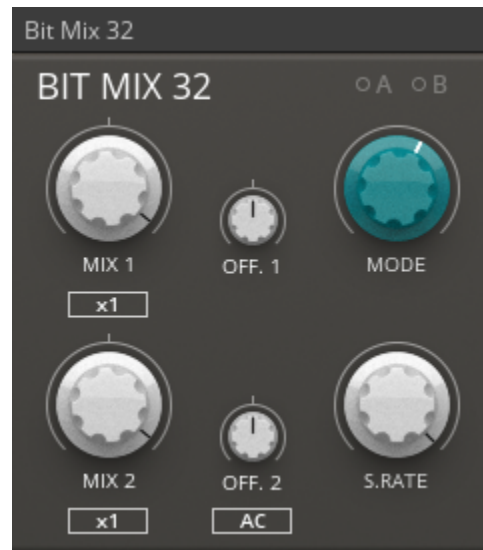 Bit Mix 32
BIT MIX 32
A B
MIX 1
OFF. 1
MODE
x1
MIX 2
OFF. 2
S.RATE
x1
AC